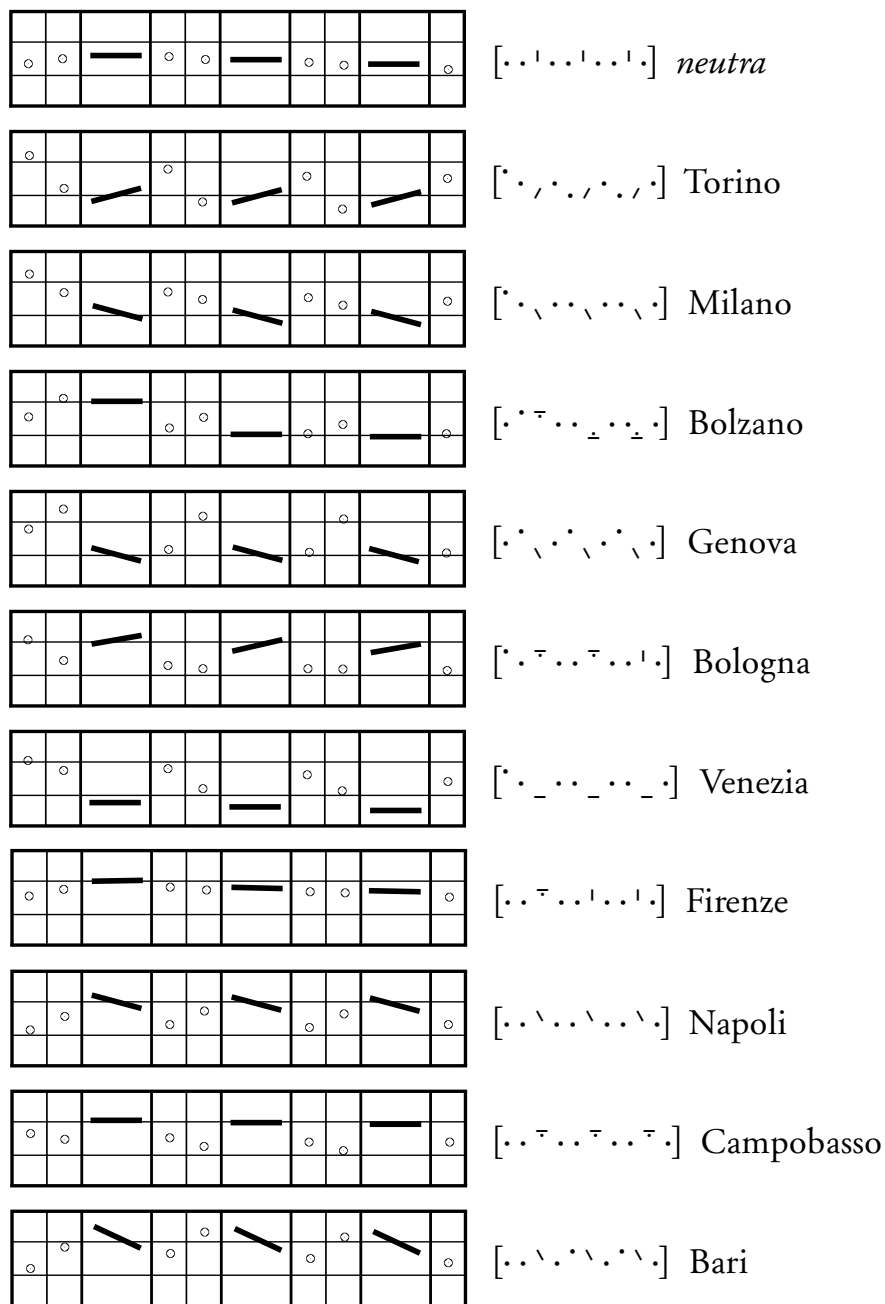 [··ˈ··ˈ··ˈ·] neutra
[˙·ˏ·.ˏ·.ˏ·] Torino
[˙·ˎ··ˎ··ˎ·] Milano
[·˙⁻̣··.̲··.̲·] Bolzano
[·˙ˎ·˙ˎ·˙ˎ·] Genova
[˙·⁻̣··⁻̣··ˈ·] Bologna
[˙·_··_··_·] Venezia
[··⁻̣··ˈ··ˈ·] Firenze
[··ˋ··ˋ··ˋ·] Napoli
[··⁻̣··⁻̣··⁻̣·] Campobasso
[··ˋ·˙ˋ·˙ˋ·] Bari